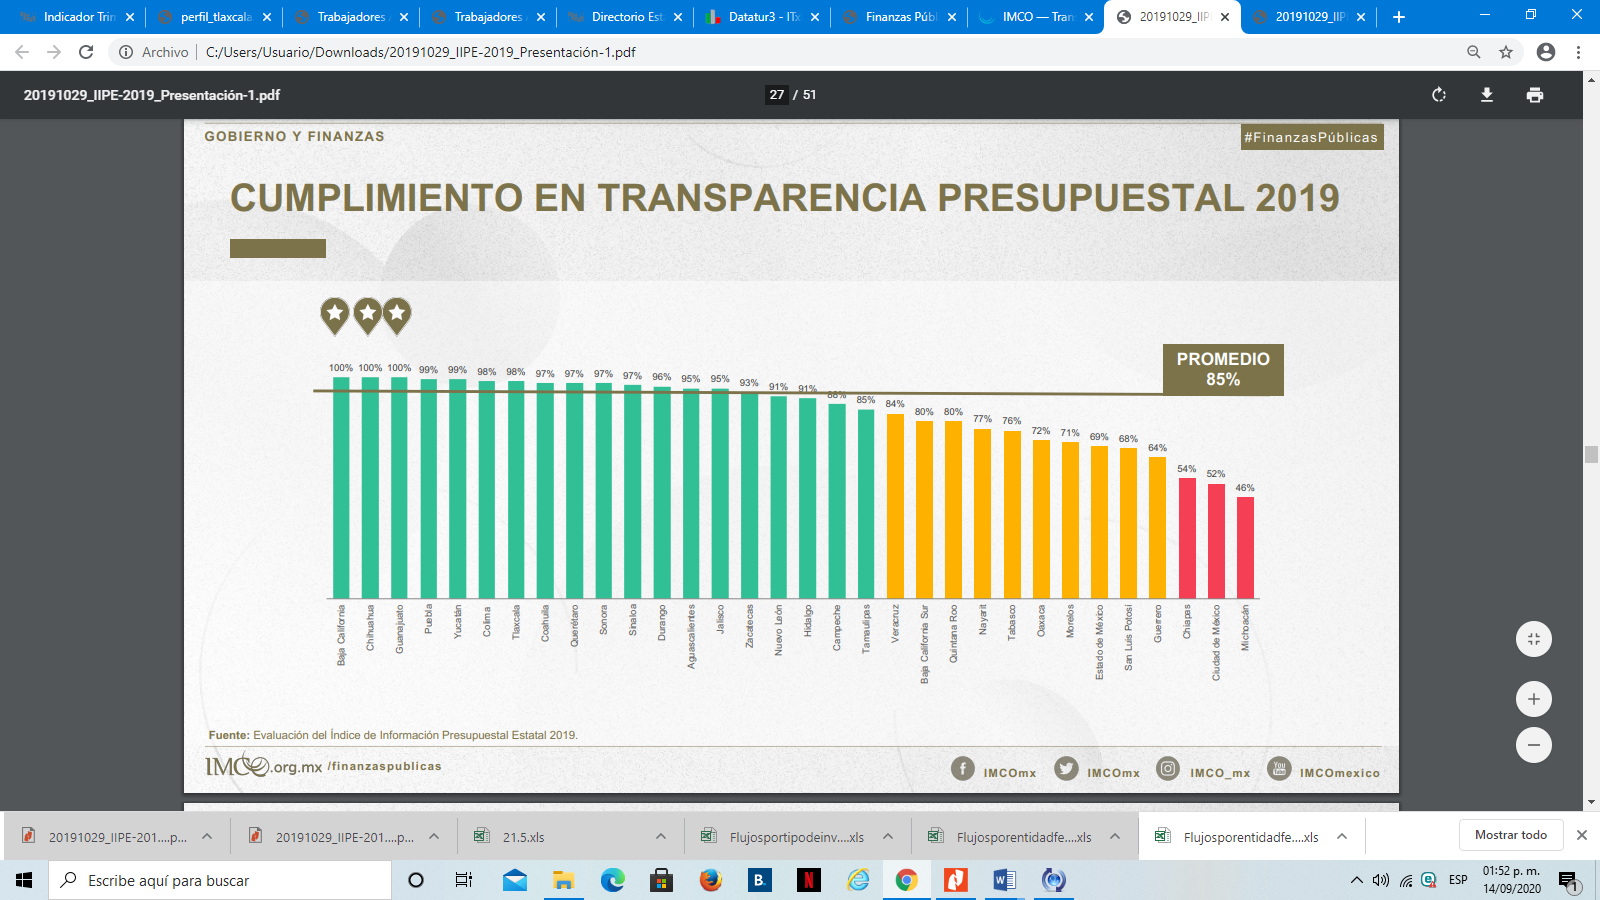 Indicador Trim
perfil_tlaxcala
Trabajadores A
Trabajadores A
Directorio Est
Datatur3 - ITx
Finanzas Públ
IMCO — Tran
20191029_IIP
20191029_IIP
Archivo
C:/Users/Usuario/Downloads/20191029_IIPE-2019_Presentación-1.pdf
20191029_IIPE-2019_Presentación-1.pdf
27 / 51
GOBIERNO Y FINANZAS
#FinanzasPúblicas
CUMPLIMIENTO EN TRANSPARENCIA PRESUPUESTAL 2019
PROMEDIO
85%
100% 100% 100% 99% 99% 98% 98% 97% 97% 97% 97% 96% 95% 95% 93% 91% 91% 88% 85% 84% 80% 80% 77% 76% 72% 71% 69% 68% 64% 54% 52% 46%
Baja California
Chihuahua
Guanajuato
Puebla
Yucatán
Colima
Tlaxcala
Coahuila
Querétaro
Sonora
Sinaloa
Durango
Aguascalientes
Jalisco
Zacatecas
Nuevo León
Hidalgo
Campeche
Tamaulipas
Veracruz
Baja California Sur
Quintana Roo
Nayarit
Tabasco
Oaxaca
Morelos
Estado de México
San Luis Potosí
Guerrero
Chiapas
Ciudad de México
Michoacán
Fuente: Evaluación del Índice de Información Presupuestal Estatal 2019.
IMCO.org.mx /finanzaspublicas
IMCOmx
IMCOmx
IMCO_mx
You Tube
IMCOmexico
20191029_IIPE-201....p...
20191029_IIPE-201....p...
21.5.xls
Flujosportipodeinv....xls
Flujosporentidadfe....xls
Flujosporentidadfe....xls
Mostrar todo
Escribe aquí para buscar
B.
N
W
ESP
01:52 p. m.
14/09/2020
1